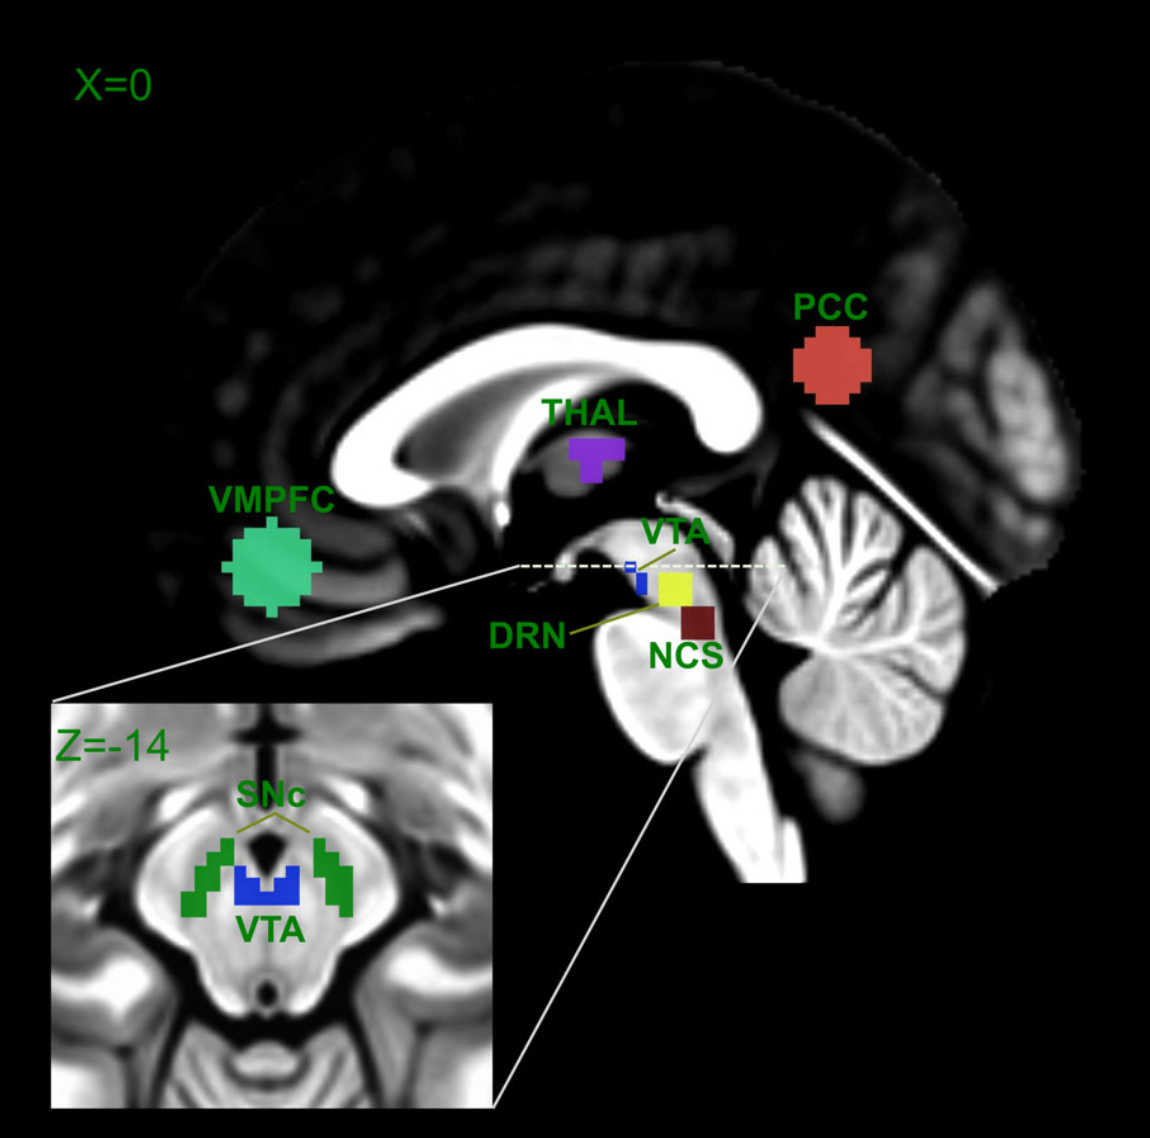 X=0
PCC
THAL
VMPFC
VTA
DRN
NCS
Z=-14
SNc
VTA